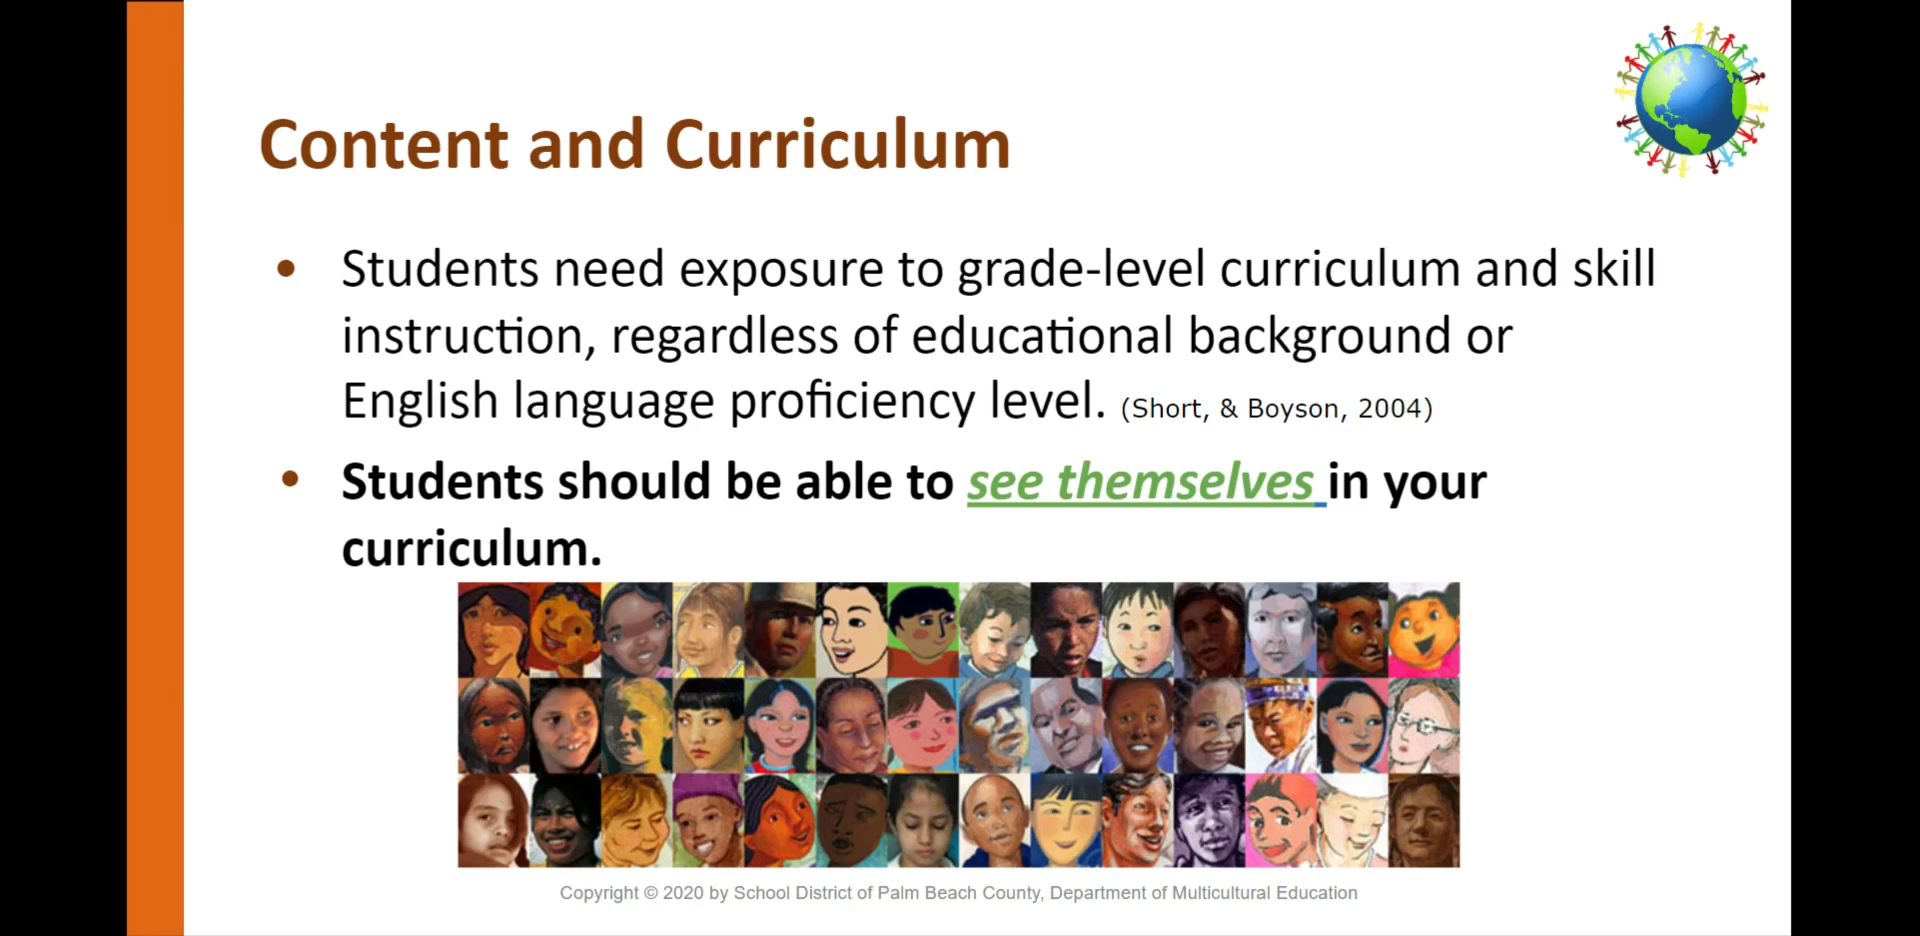 Content and Curriculum
• Students need exposure to grade-level curriculum and skill
instruction, regardless of educational background or
English language proficiency level. (Short, & Boyson, 2004)
• Students should be able to see themselves in your
curriculum.
Copyright © 2020 by School District of Palm Beach County, Department of Multicultural Education